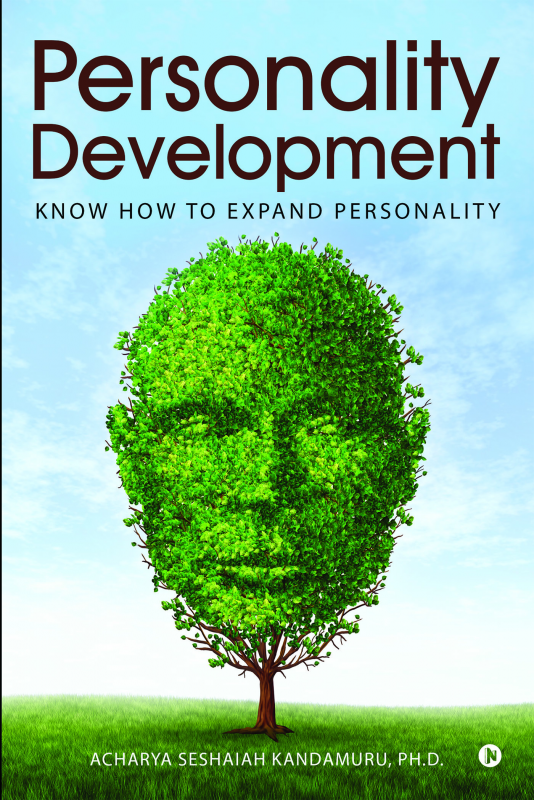 Personality
Development
KNOW HOW TO EXPAND PERSONALITY
ACHARYA SESHAIAH KANDAMURU, PH.D.
N